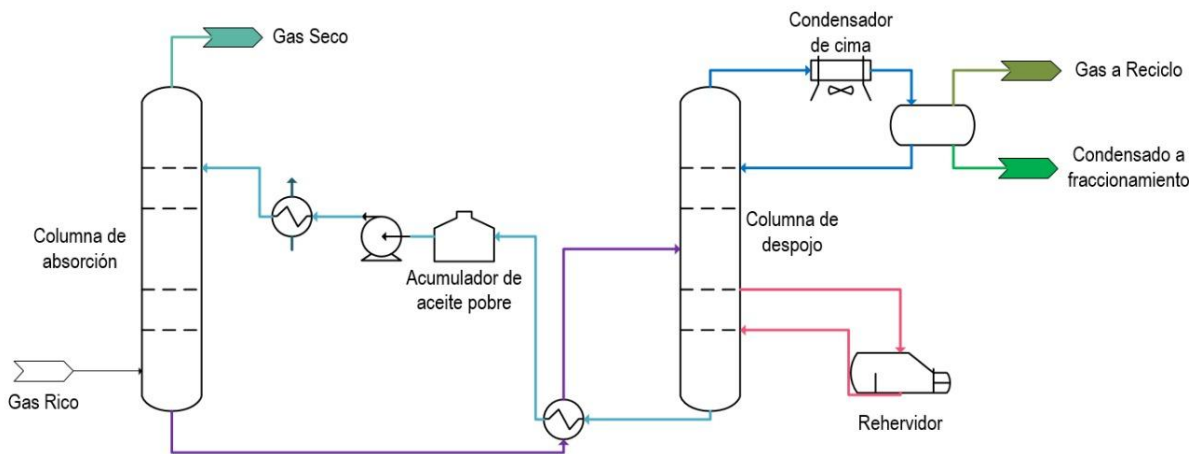 Gas Seco
Condensador
de cima
Gas a Reciclo
Condensado a
fraccionamiento
Columna de
absorción
Acumulador de
aceite pobre
Columna de
despojo
Gas Rico
Rehervidor